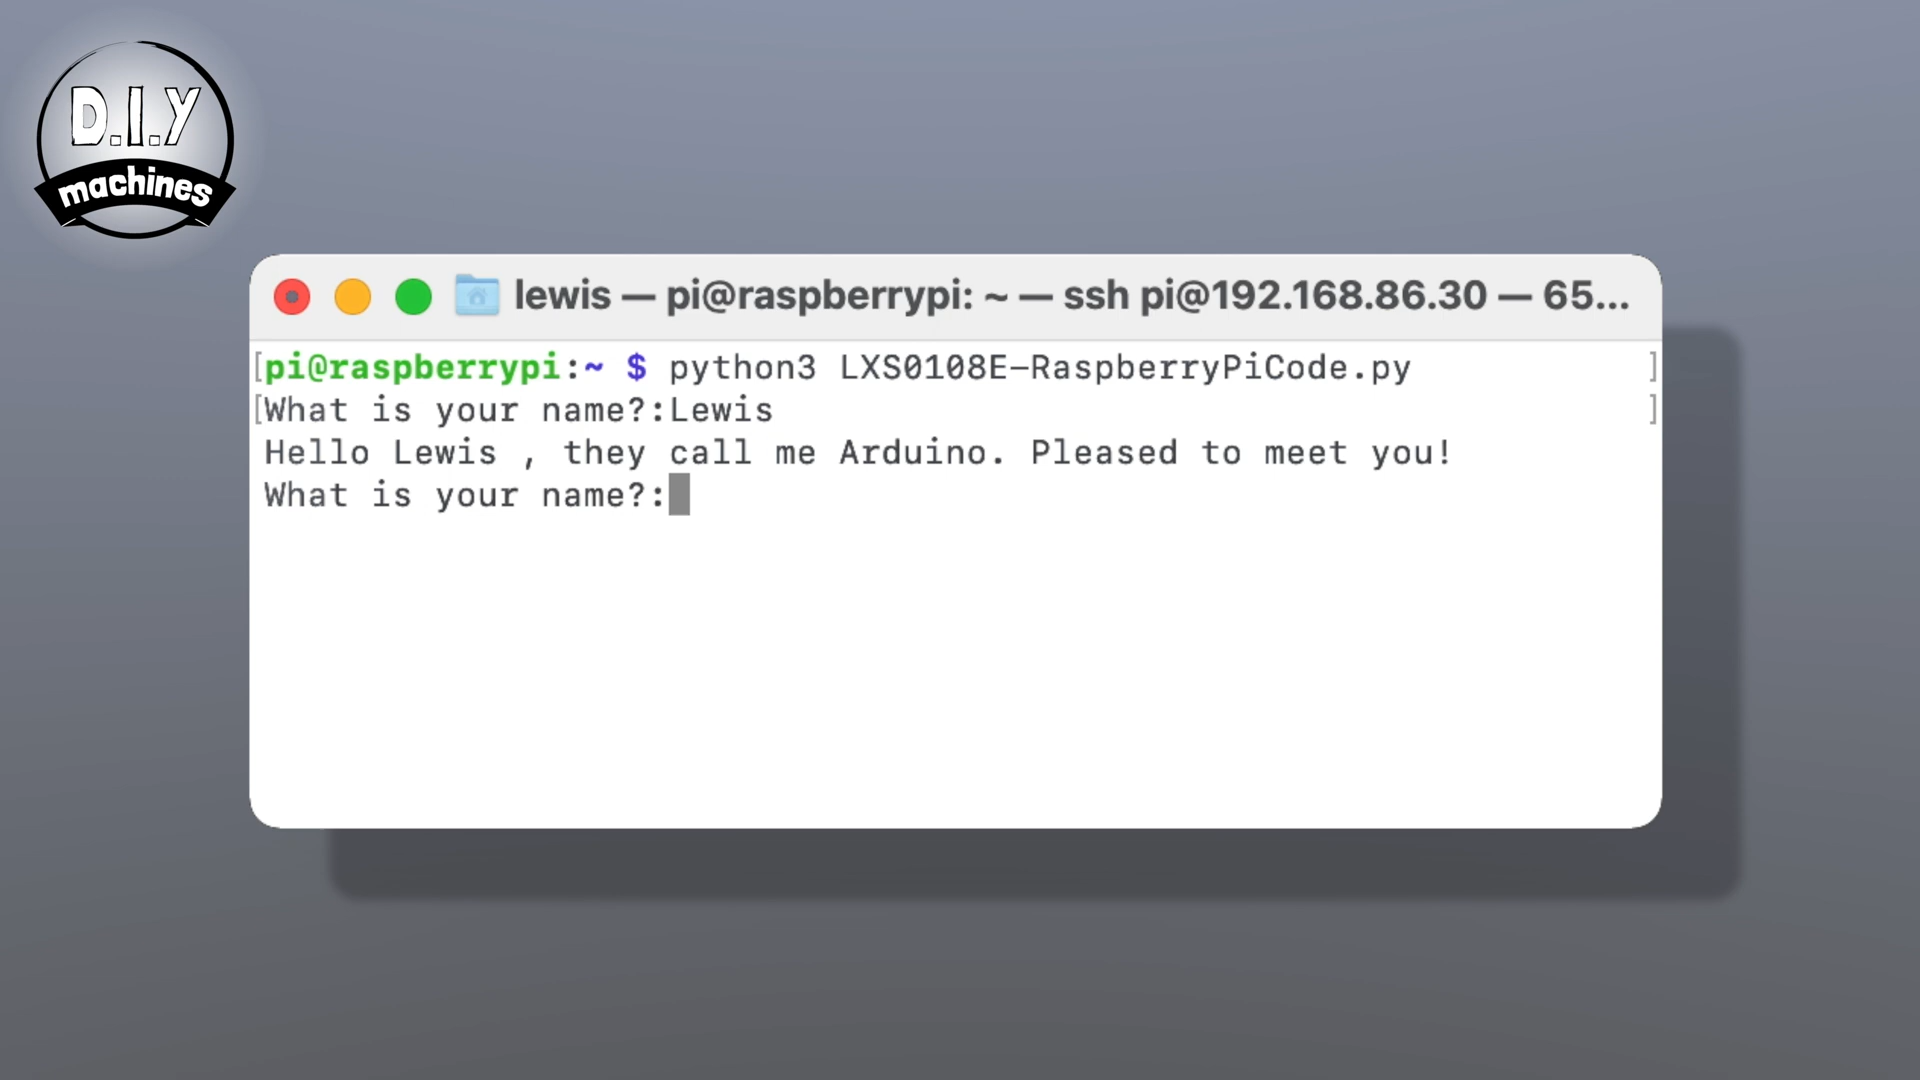 D.I.Y
machines
lewis — pi@raspberrypi: ~ — ssh pi@192.168.86.30 — 65...
[pi@raspberrypi:~ $ python3 LXS0108E-RaspberryPiCode.py ]
[What is your name?:Lewis ]
Hello Lewis , they call me Arduino. Pleased to meet you!
What is your name?: